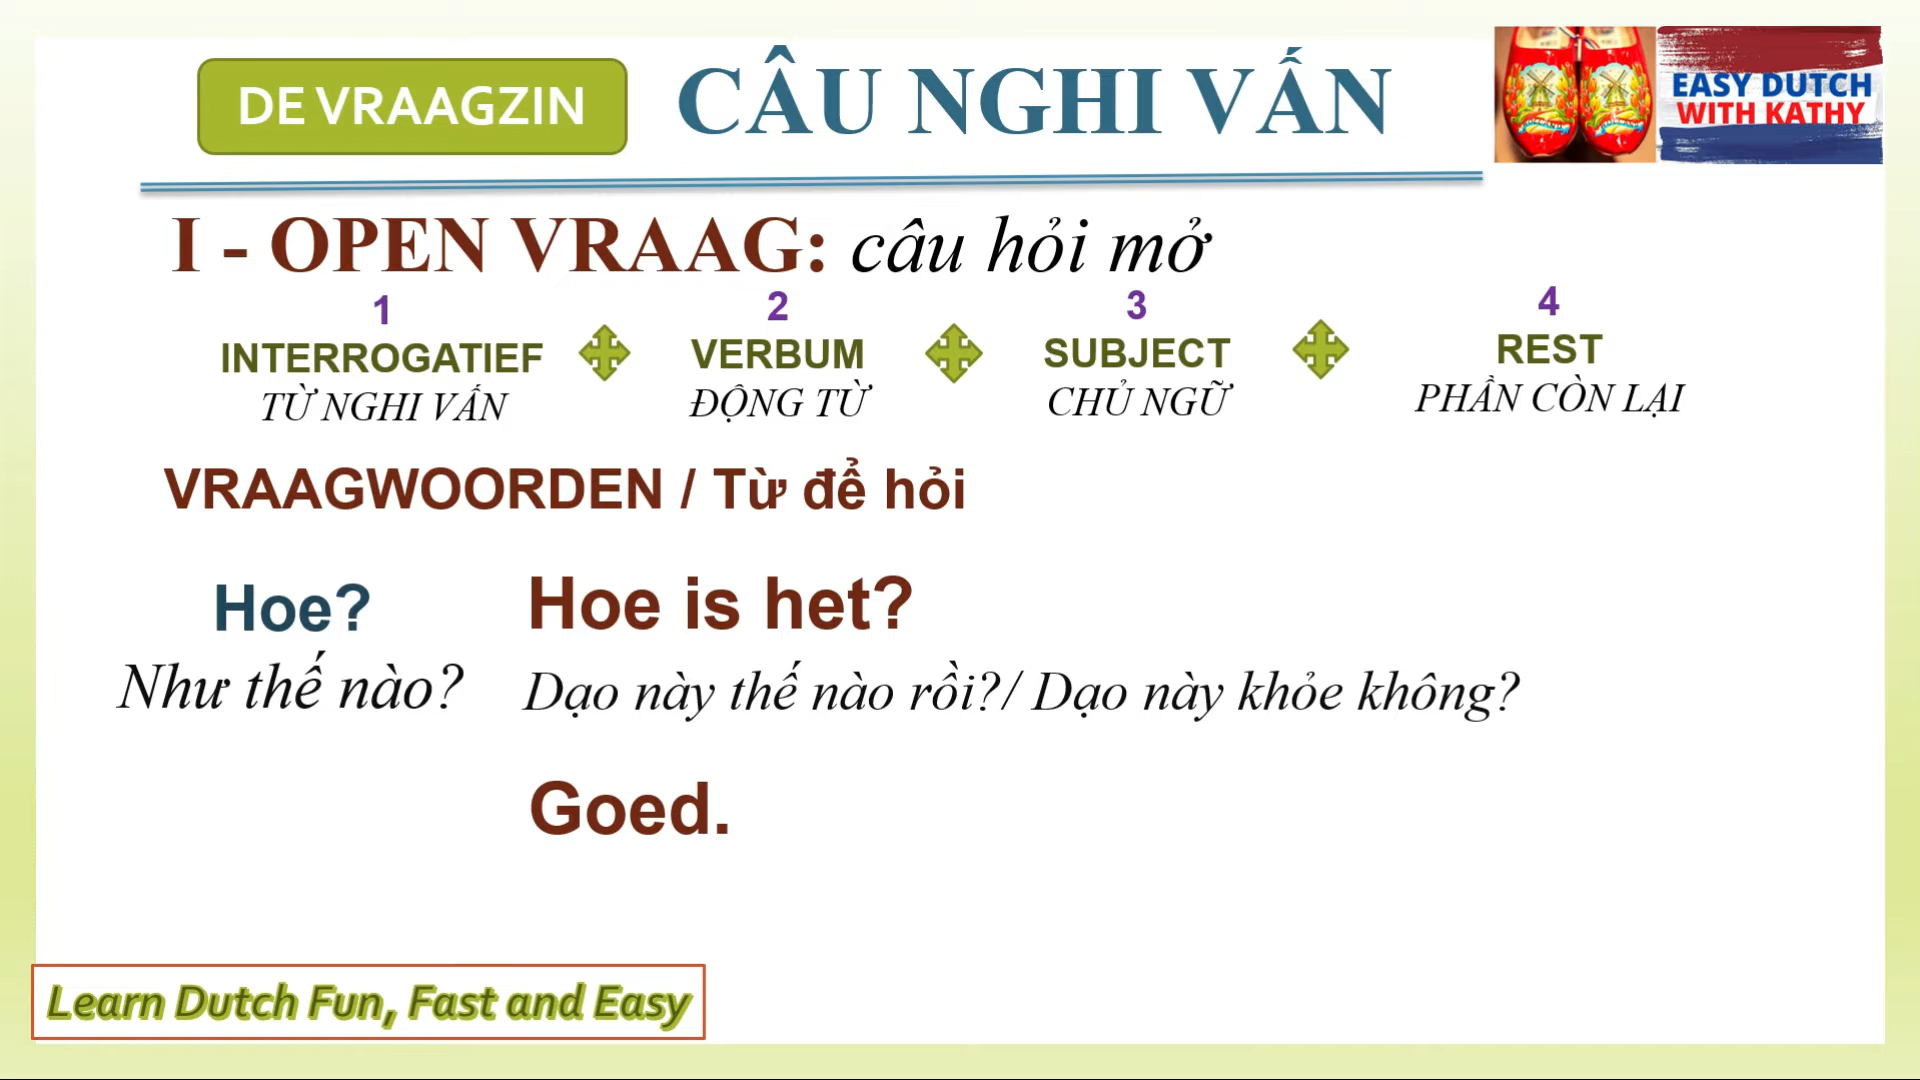 DE VRAAGZIN
CÂU NGHI VẤN
EASY DUTCH
WITH KATHY
I - OPEN VRAAG: câu hỏi mở
1 2 3 4
INTERROGATIEF VERBUM SUBJECT REST
TỪ NGHI VẤN ĐỘNG TỪ CHỦ NGỮ PHẦN CÒN LẠI
VRAAGWOORDEN / Từ để hỏi
Hoe? Hoe is het?
Như thế nào? Dạo này thế nào rồi?/ Dạo này khỏe không?
Goed.
Learn Dutch Fun, Fast and Easy